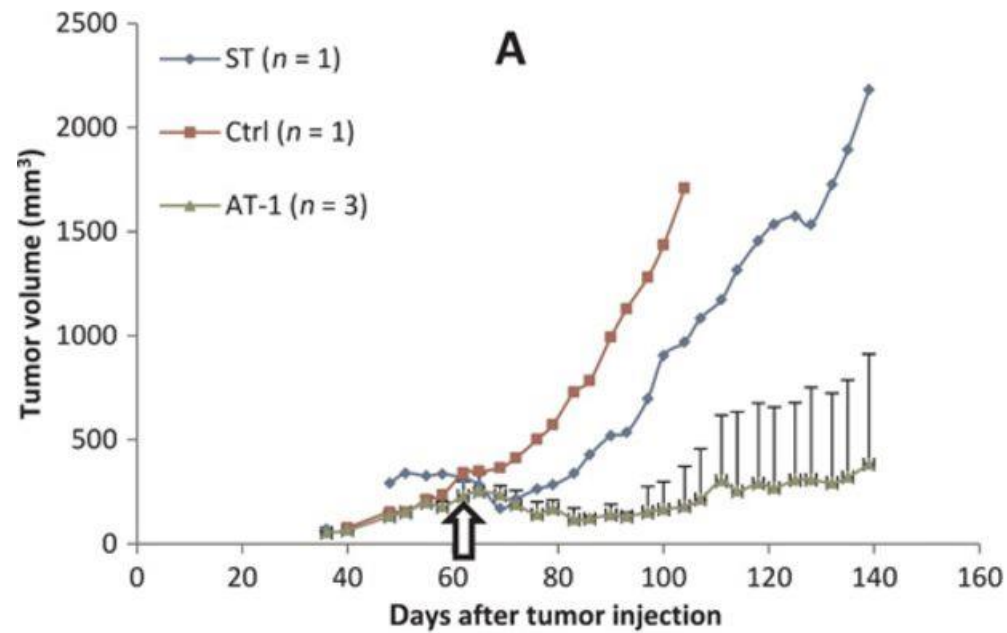 A
ST (n = 1)
Ctrl (n = 1)
AT-1 (n = 3)
Tumor volume (mm³)
2500
2000
1500
1000
500
0
0 20 40 60 80 100 120 140 160
Days after tumor injection